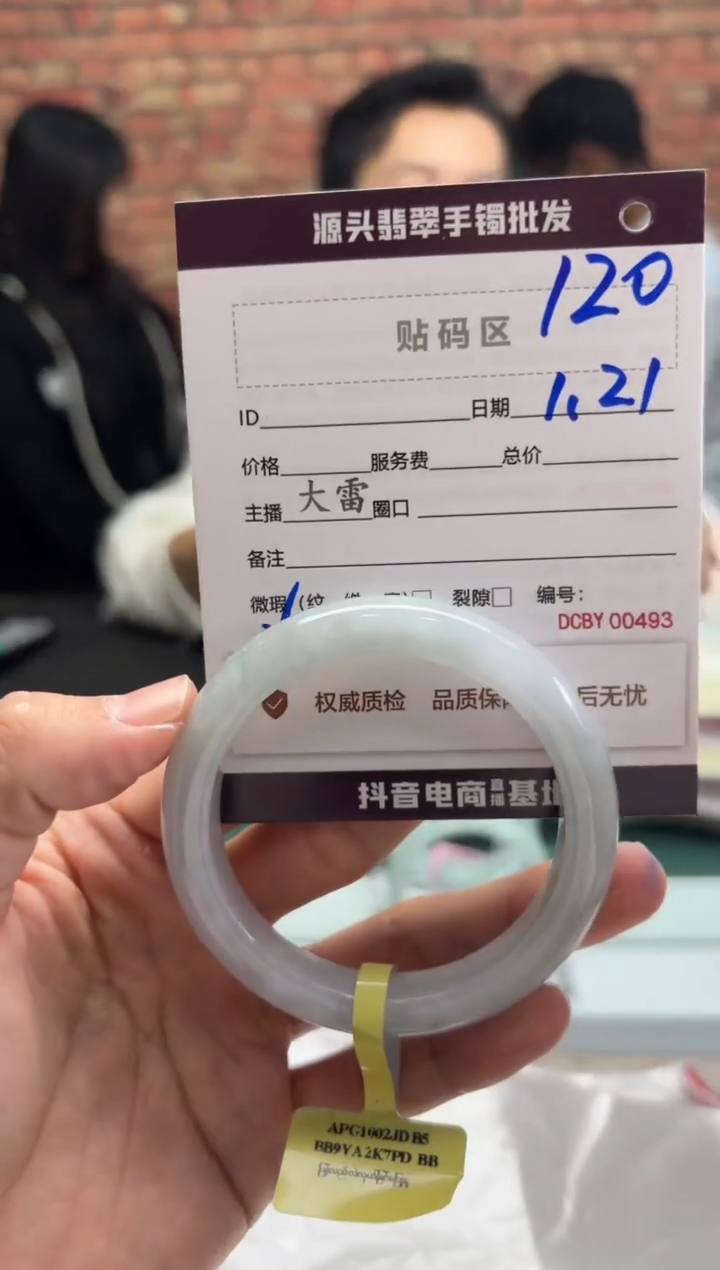 源头翡翠手镯批发
120
贴码区
ID 日期 1.21
价格 服务费 总价
主播 大雷 圈口
备注
微瑕(纹 裂隙□ 编号:
DCBY 00493
权威质检 品质保 后无忧
抖音电商直播基地
APG1002JD B5
BB9VA2K7PD BB